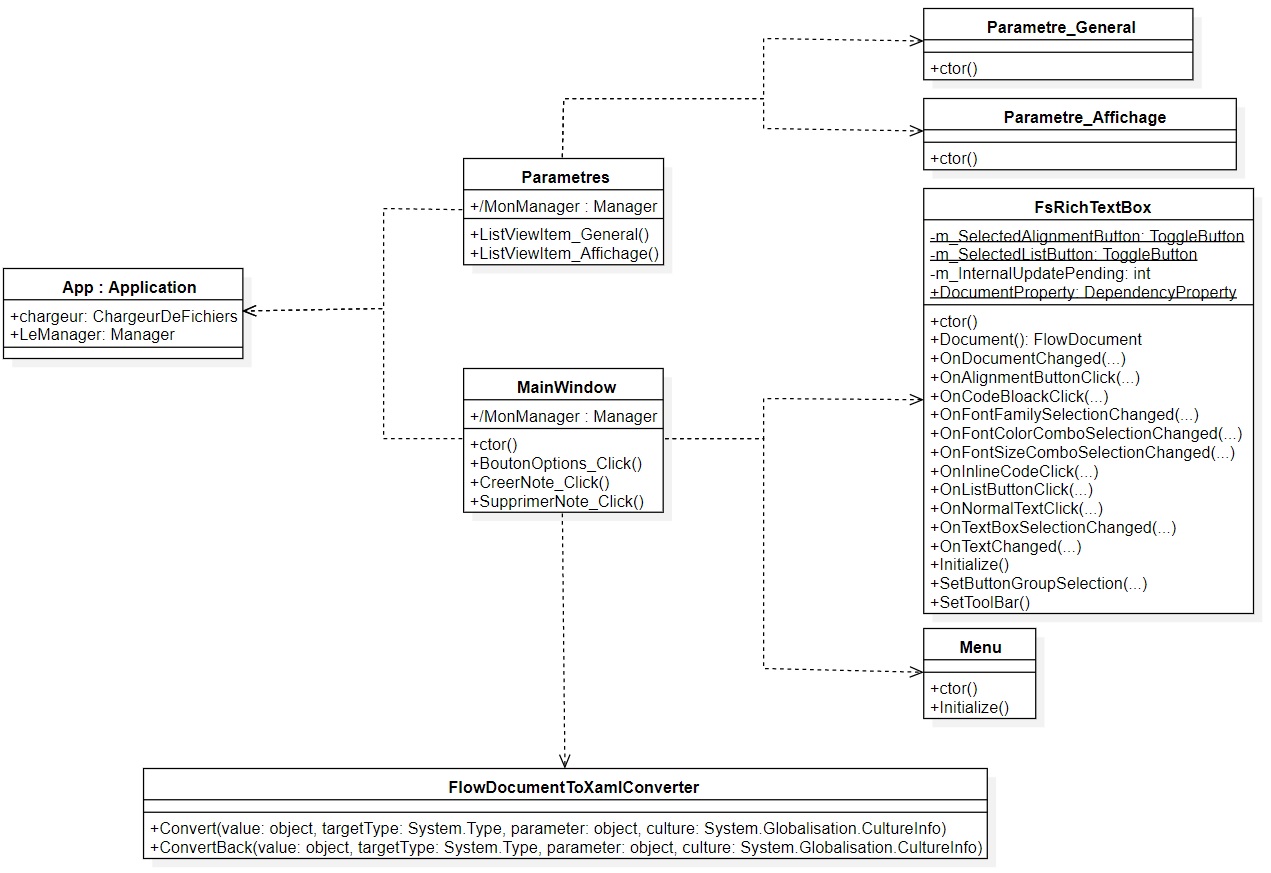 Parametre_General
+ctor()
Parametre_Affichage
+ctor()
Parametres
+/MonManager : Manager
+ListViewItem_General()
+ListViewItem_Affichage()
FsRichTextBox
-m_SelectedAlignmentButton: ToggleButton
-m_SelectedListButton: ToggleButton
-m_InternalUpdatePending: int
+DocumentProperty: DependencyProperty
+ctor()
+Document(): FlowDocument
+OnDocumentChanged(...)
+OnAlignmentButtonClick(...)
+OnCodeBloackClick(...)
+OnFontFamilySelectionChanged(...)
+OnFontColorComboSelectionChanged(...)
+OnFontSizeComboSelectionChanged(...)
+OnInlineCodeClick(...)
+OnListButtonClick(...)
+OnNormalTextClick(...)
+OnTextBoxSelectionChanged(...)
+OnTextChanged(...)
+Initialize()
+SetButtonGroupSelection(...)
+SetToolBar()
App : Application
+chargeur: ChargeurDeFichiers
+LeManager: Manager
MainWindow
+/MonManager : Manager
+ctor()
+BoutonOptions_Click()
+CreerNote_Click()
+SupprimerNote_Click()
Menu
+ctor()
+Initialize()
FlowDocumentToXamlConverter
+Convert(value: object, targetType: System.Type, parameter: object, culture: System.Globalisation.CultureInfo)
+ConvertBack(value: object, targetType: System.Type, parameter: object, culture: System.Globalisation.CultureInfo)